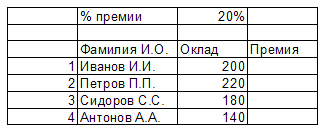 % премии 20%
Фамилия И.О. Оклад Премия
1 Иванов И.И. 200
2 Петров П.П. 220
3 Сидоров С.С. 180
4 Антонов А.А. 140